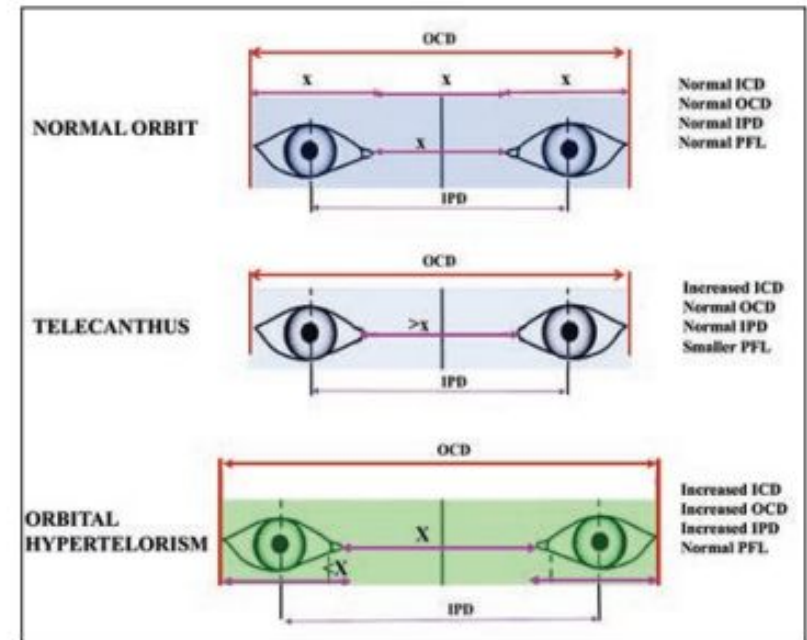 OCD
x x x
NORMAL ORBIT
x
IPD
Normal ICD
Normal OCD
Normal IPD
Normal PFL
OCD
TELECANTHUS
>x
IPD
Increased ICD
Normal OCD
Normal IPD
Smaller PFL
OCD
ORBITAL
HYPERTELORISM
X
<X
IPD
Increased ICD
Increased OCD
Increased IPD
Normal PFL